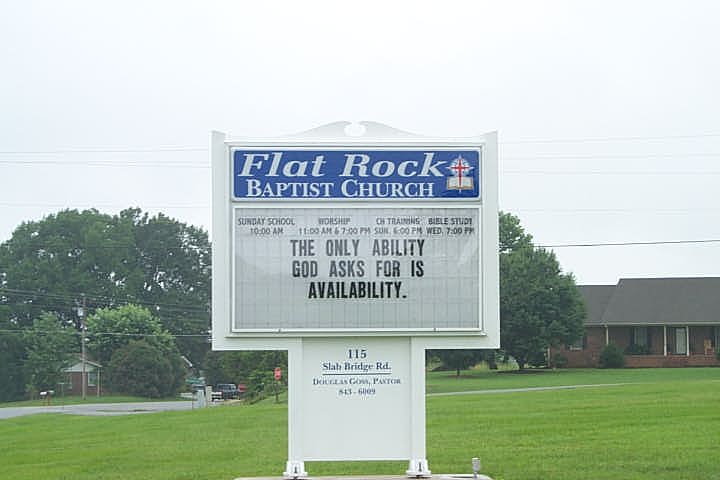 Flat Rock
BAPTIST CHURCH
SUNDAY SCHOOL WORSHIP CH TRAINING BIBLE STUDY
10:00 AM 11:00 AM & 7:00 PM SUN. 6:00 PM WED. 7:00 PM
THE ONLY ABILITY
GOD ASKS FOR IS
AVAILABILITY.
115
Slab Bridge Rd.
DOUGLAS GOSS, PASTOR
843-6009